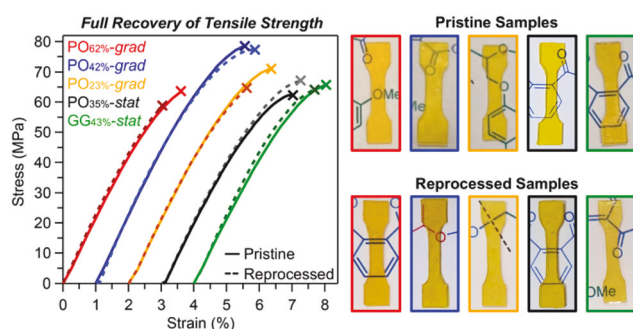 Full Recovery of Tensile Strength
80
70
60
50
40
30
20
10
0
Stress (MPa)
PO62%-grad
PO42%-grad
PO23%-grad
PO35%-stat
GG43%-stat
Pristine
Reprocessed
0 1 2 3 4 5 6 7 8
Strain (%)
Pristine Samples
O
OMe
O
O
O
O
Reprocessed Samples
O
O
O
O
OMe